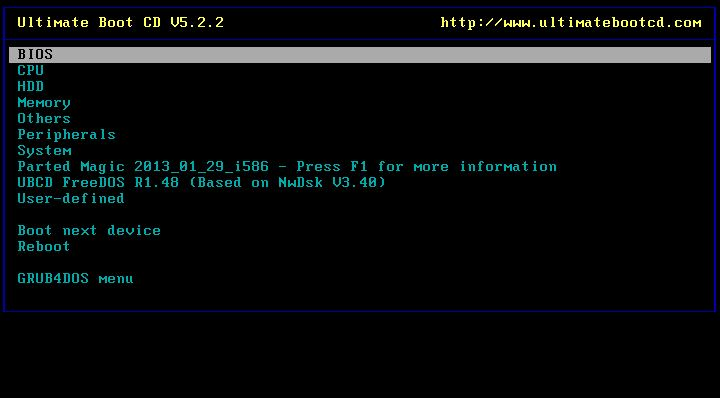 Ultimate Boot CD V5.2.2 http://www.ultimatebootcd.com
BIOS
CPU
HDD
Memory
Others
Peripherals
System
Parted Magic 2013_01_29_i586 - Press F1 for more information
UBCD FreeDOS R1.48 (Based on NwDsk V3.40)
User-defined
Boot next device
Reboot
GRUB4DOS menu